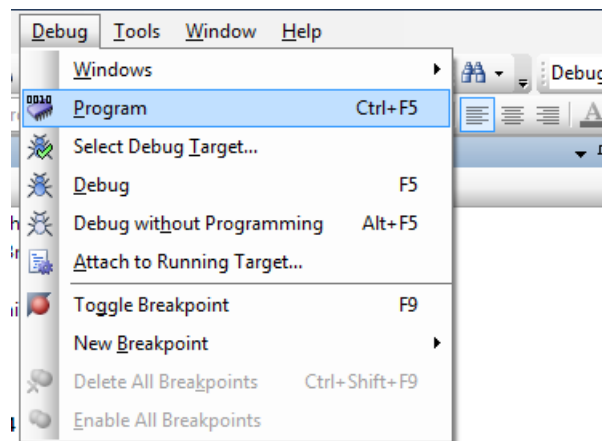 Debug Tools Window Help
Windows
Debug
0010
Program Ctrl+F5
Select Debug Target...
Debug F5
Debug without Programming Alt+F5
Attach to Running Target...
Toggle Breakpoint F9
New Breakpoint
Delete All Breakpoints Ctrl+Shift+F9
Enable All Breakpoints